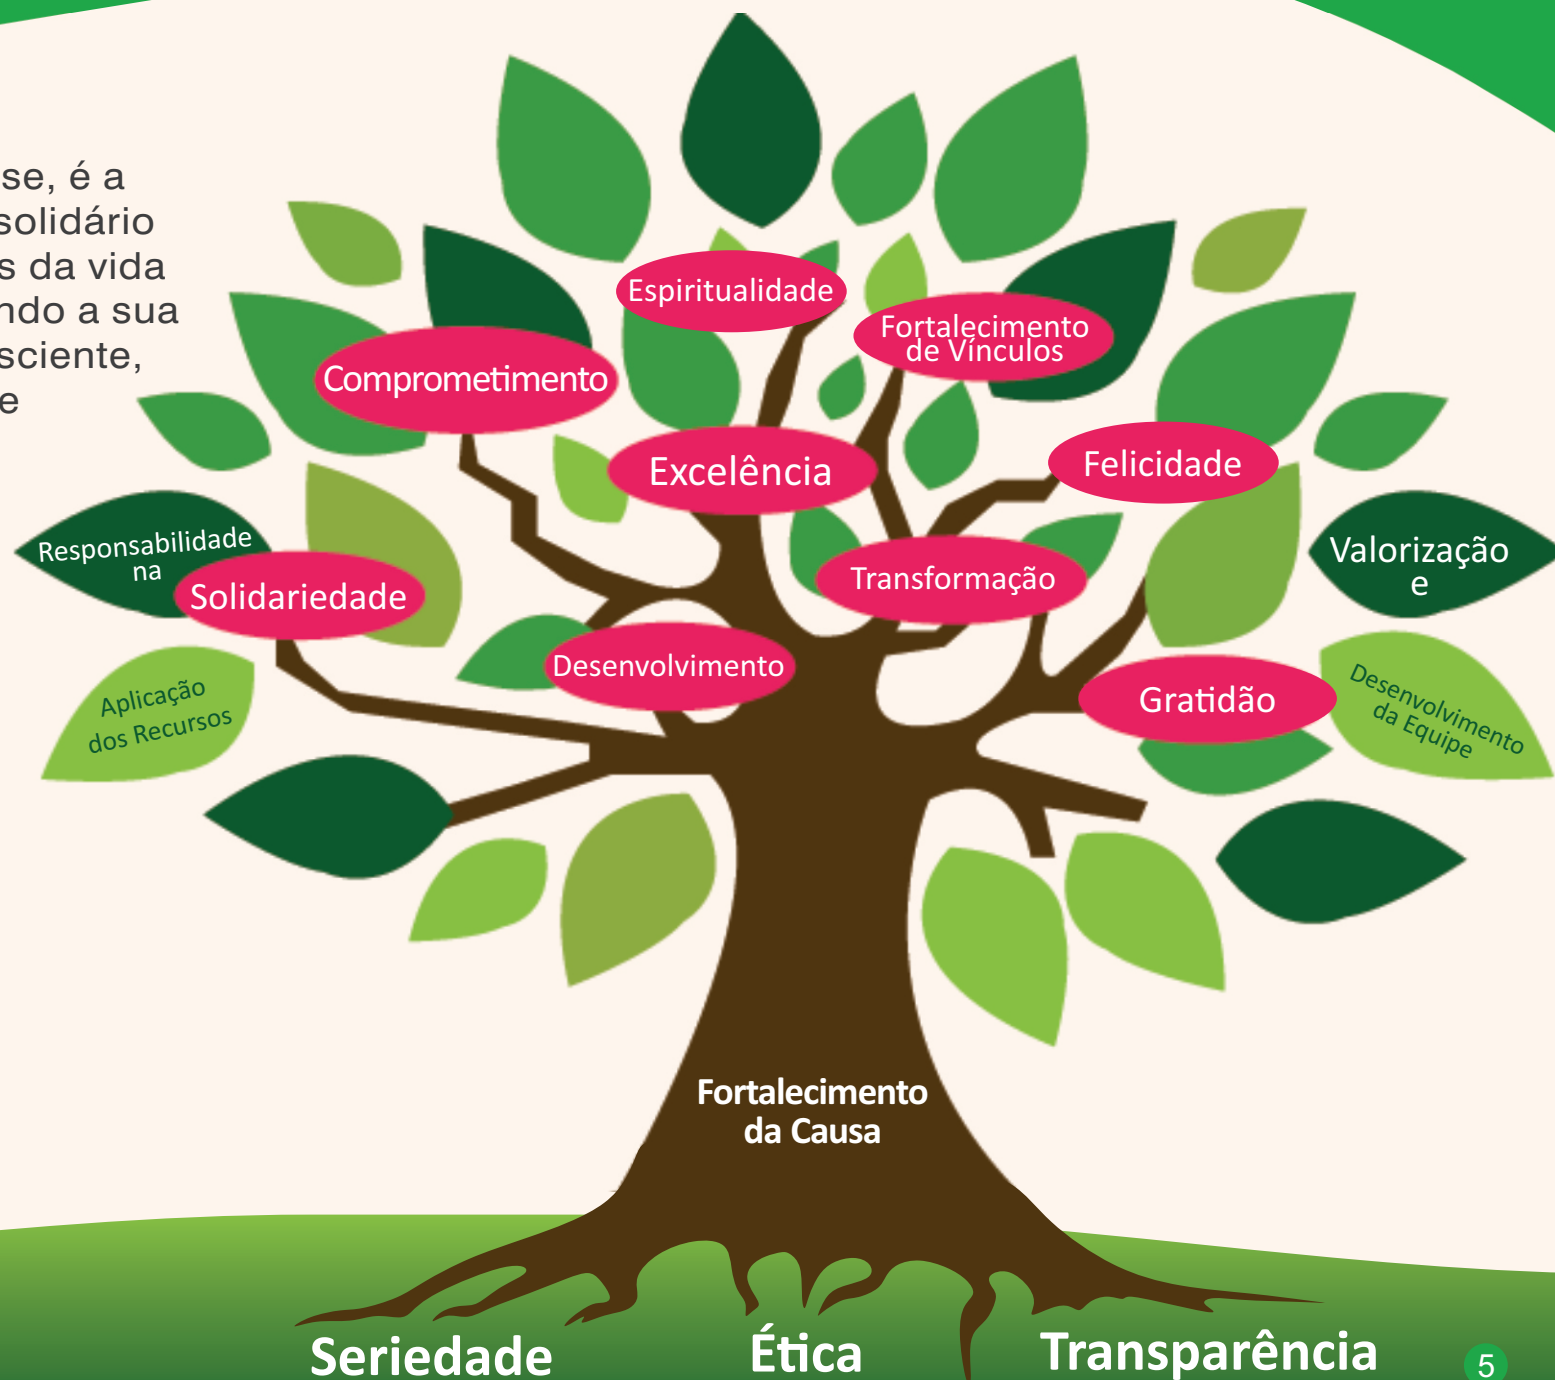 se, é a
solidário
s da vida
ndo a sua
sciente,
e
Espiritualidade
Fortalecimento
de Vínculos
Comprometimento
Excelência
Felicidade
Responsabilidade
na
Solidariedade
Transformação
Valorização
e
Desenvolvimento
Gratidão
Aplicação
dos Recursos
Desenvolvimento
da Equipe
Fortalecimento
da Causa
Seriedade
Ética
Transparência
5